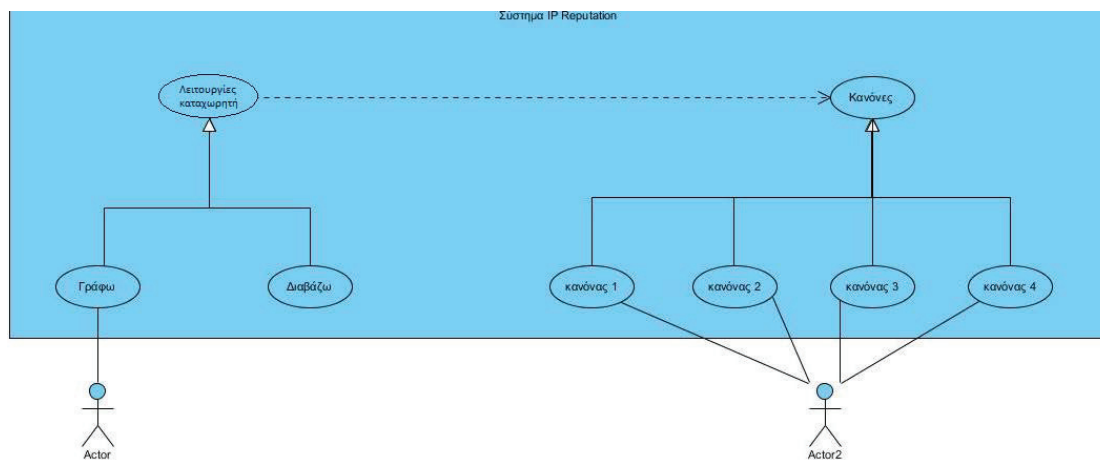 Σύστημα IP Reputation
Λειτουργίες
καταχωρητή
Κανόνες
Γράφω
Διαβάζω
κανόνας 1
κανόνας 2
κανόνας 3
κανόνας 4
Actor
Actor2